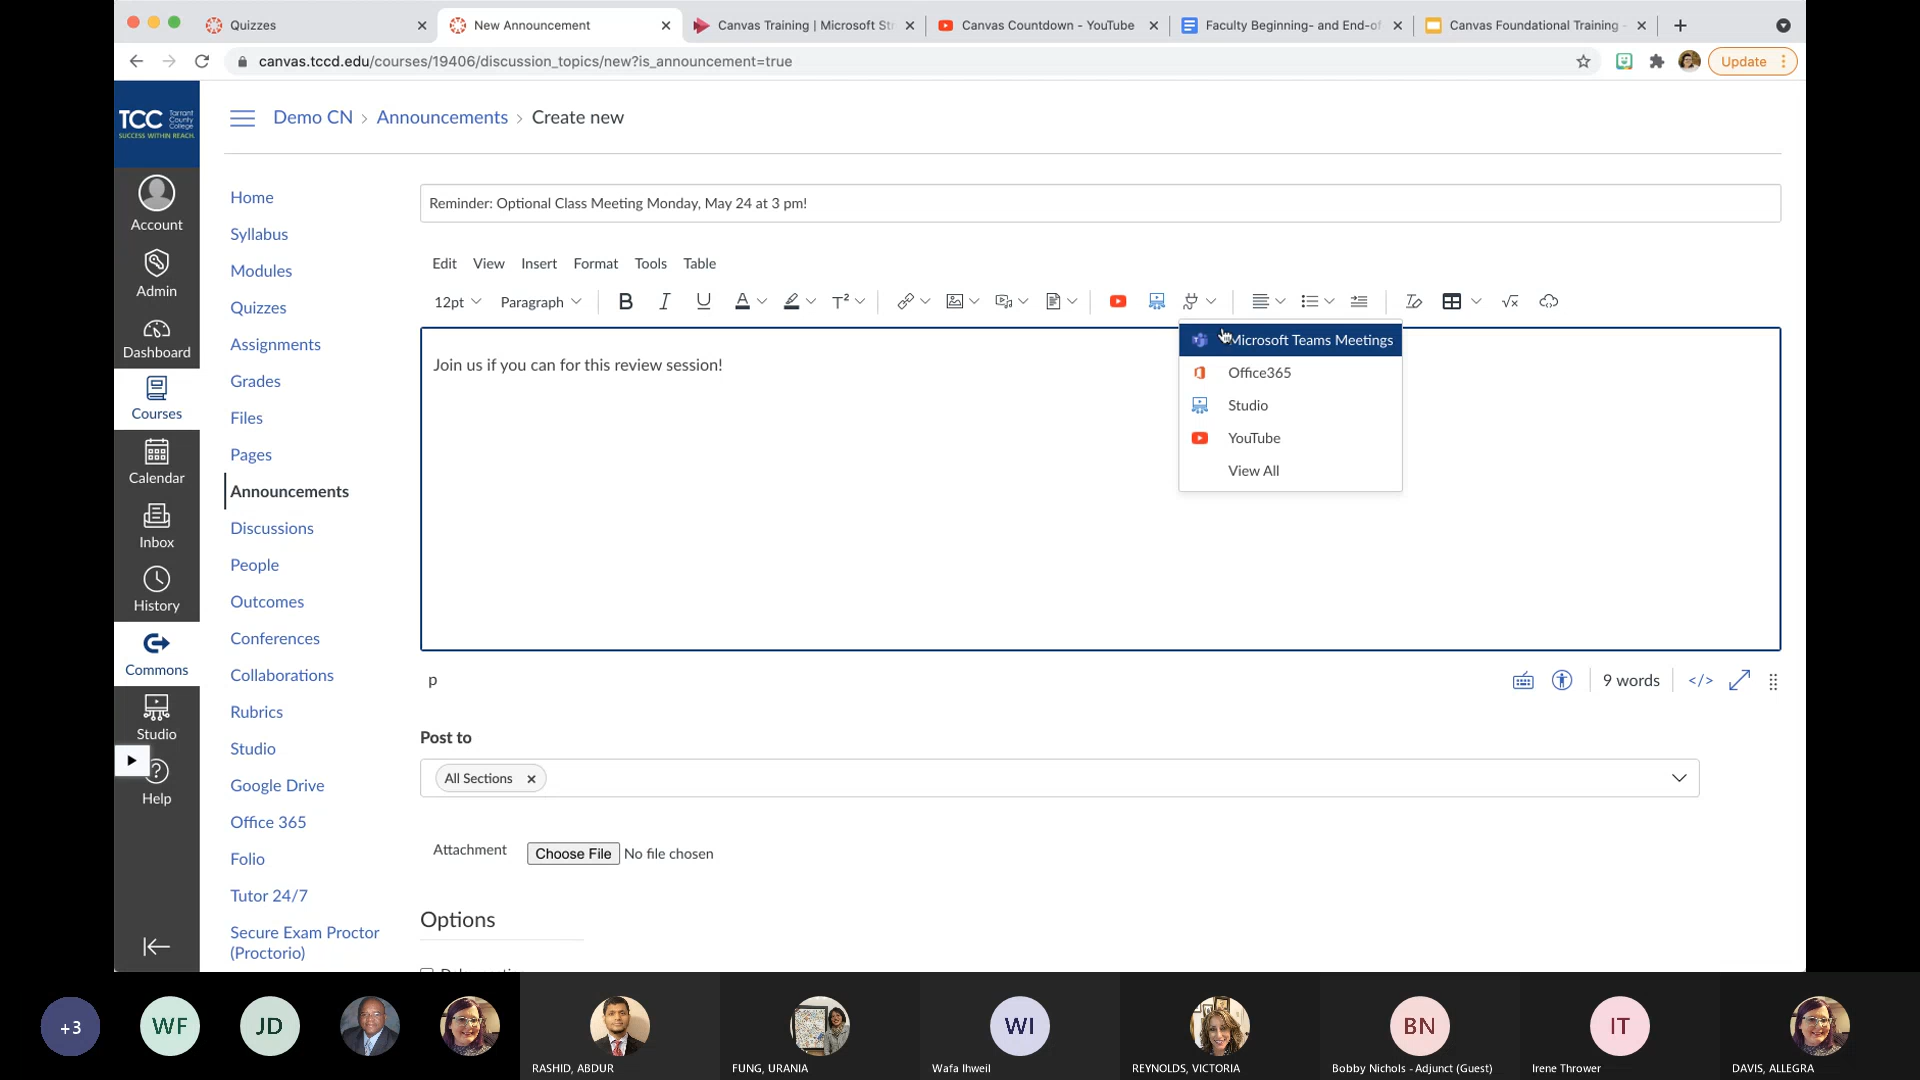 Quizzes
New Announcement
Canvas Training | Microsoft St
Canvas Countdown - YouTube
Faculty Beginning- and End-of
Canvas Foundational Training -
canvas.tccd.edu/courses/19406/discussion_topics/new?is_announcement=true
Update
TCC Tarrant County College
SUCCESS WITHIN REACH.
Demo CN > Announcements > Create new
Account
Admin
Dashboard
Courses
Calendar
Inbox
History
Commons
Studio
Help
Home
Syllabus
Modules
Quizzes
Assignments
Grades
Files
Pages
Announcements
Discussions
People
Outcomes
Conferences
Collaborations
Rubrics
Studio
Google Drive
Office 365
Folio
Tutor 24/7
Secure Exam Proctor
(Proctorio)
Reminder: Optional Class Meeting Monday, May 24 at 3 pm!
Edit View Insert Format Tools Table
12pt Paragraph B I U A T²
Join us if you can for this review session!
Microsoft Teams Meetings
Office365
Studio
YouTube
View All
p
9 words </>
Post to
All Sections
Attachment Choose File No file chosen
Options
+3
WF
JD
RASHID, ABDUR
FUNG, URANIA
WI
Wafa Ihweil
REYNOLDS, VICTORIA
BN
Bobby Nichols - Adjunct (Guest)
IT
Irene Thrower
DAVIS, ALLEGRA